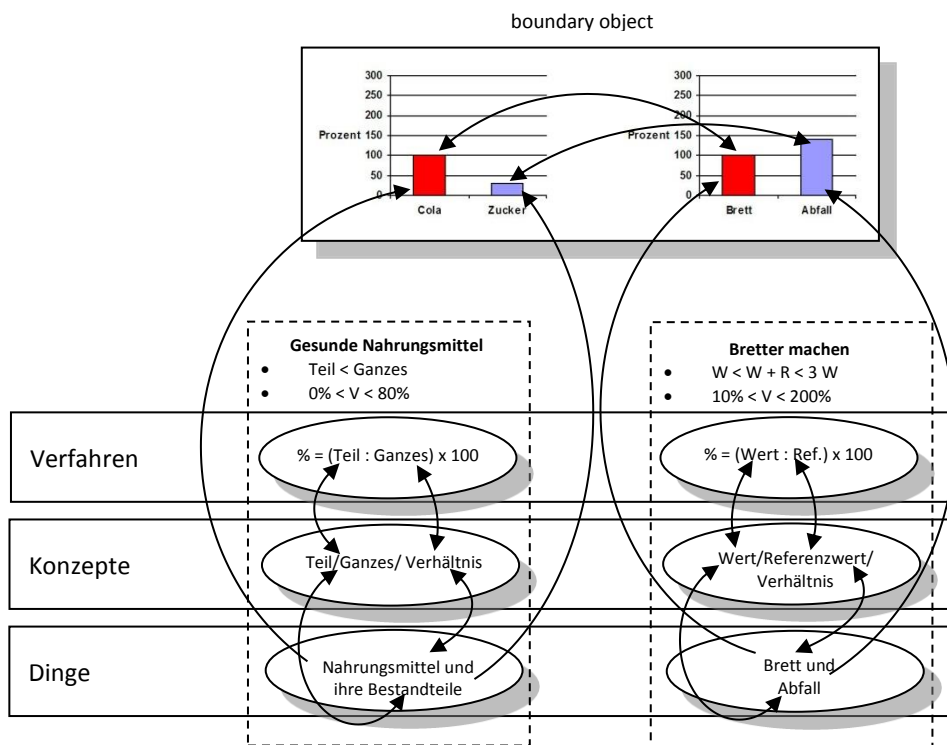 boundary object
300
250
200
Prozent 150
100
50
0
Cola Zucker
300
250
200
Prozent 150
100
50
0
Brett Abfall
Gesunde Nahrungsmittel
• Teil < Ganzes
• 0% < V < 80%
Bretter machen
• W < W + R < 3 W
• 10% < V < 200%
Verfahren
% = (Teil : Ganzes) x 100
% = (Wert : Ref.) x 100
Konzepte
Teil/Ganzes/ Verhältnis
Wert/Referenzwert/
Verhältnis
Dinge
Nahrungsmittel und
ihre Bestandteile
Brett und
Abfall